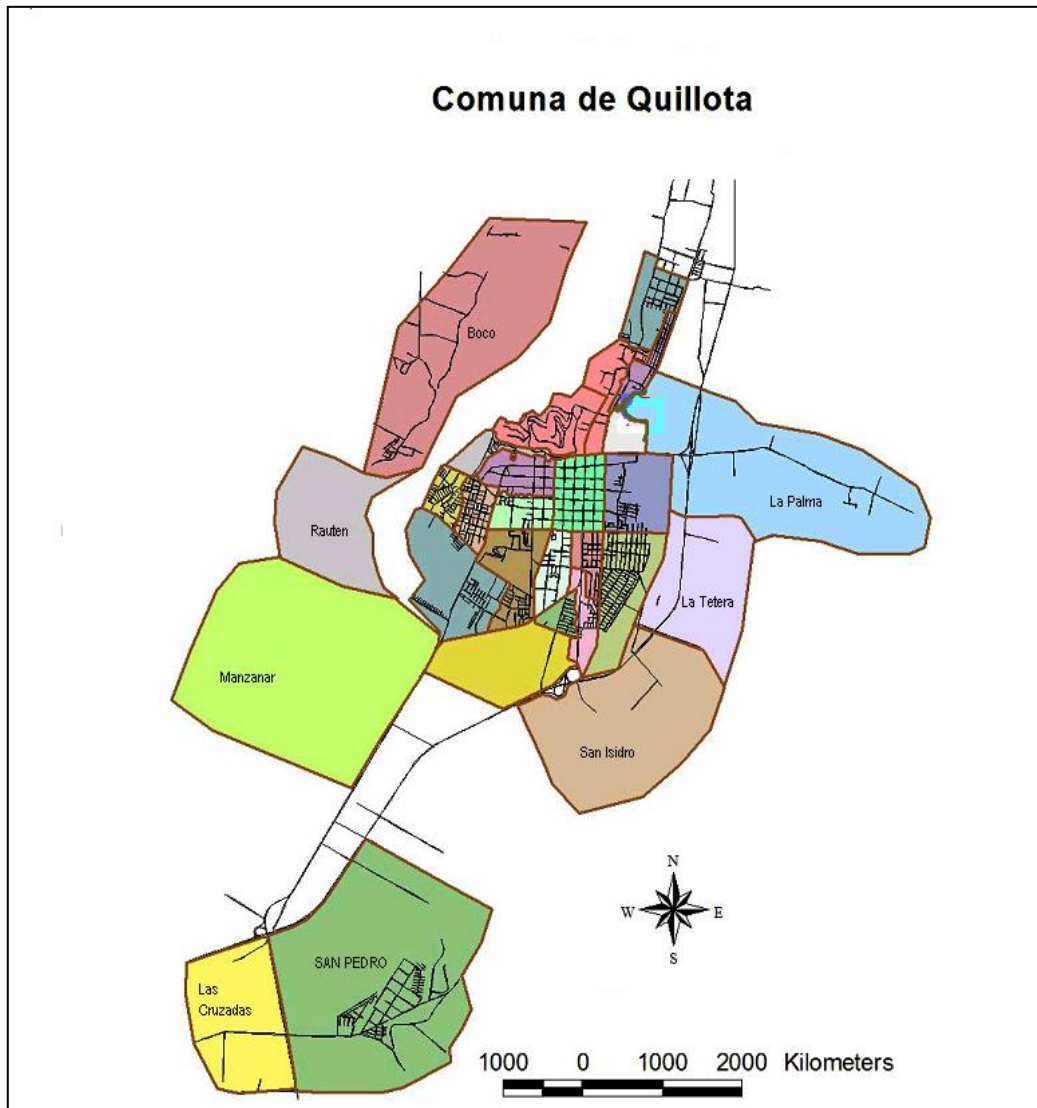 Comuna de Quillota
Boco
La Palma
Rauten
La Tetera
Manzanar
San Isidro
N
W E
S
SAN PEDRO
Las
Cruzadas
1000 0 1000 2000 Kilometers